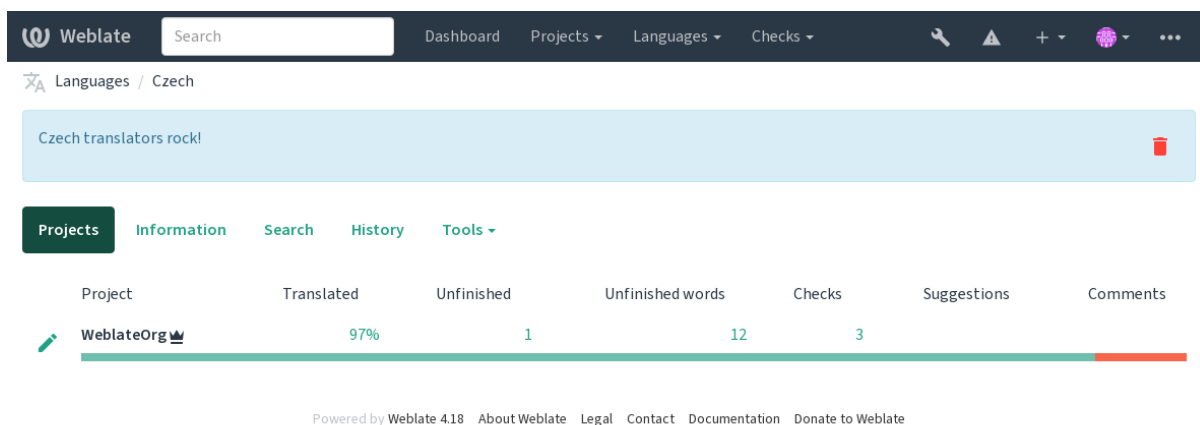 Weblate Search Dashboard Projects Languages Checks
Languages / Czech
Czech translators rock!
Projects Information Search History Tools
Project Translated Unfinished Unfinished words Checks Suggestions Comments
WeblateOrg 97% 1 12 3
Powered by Weblate 4.18 About Weblate Legal Contact Documentation Donate to Weblate